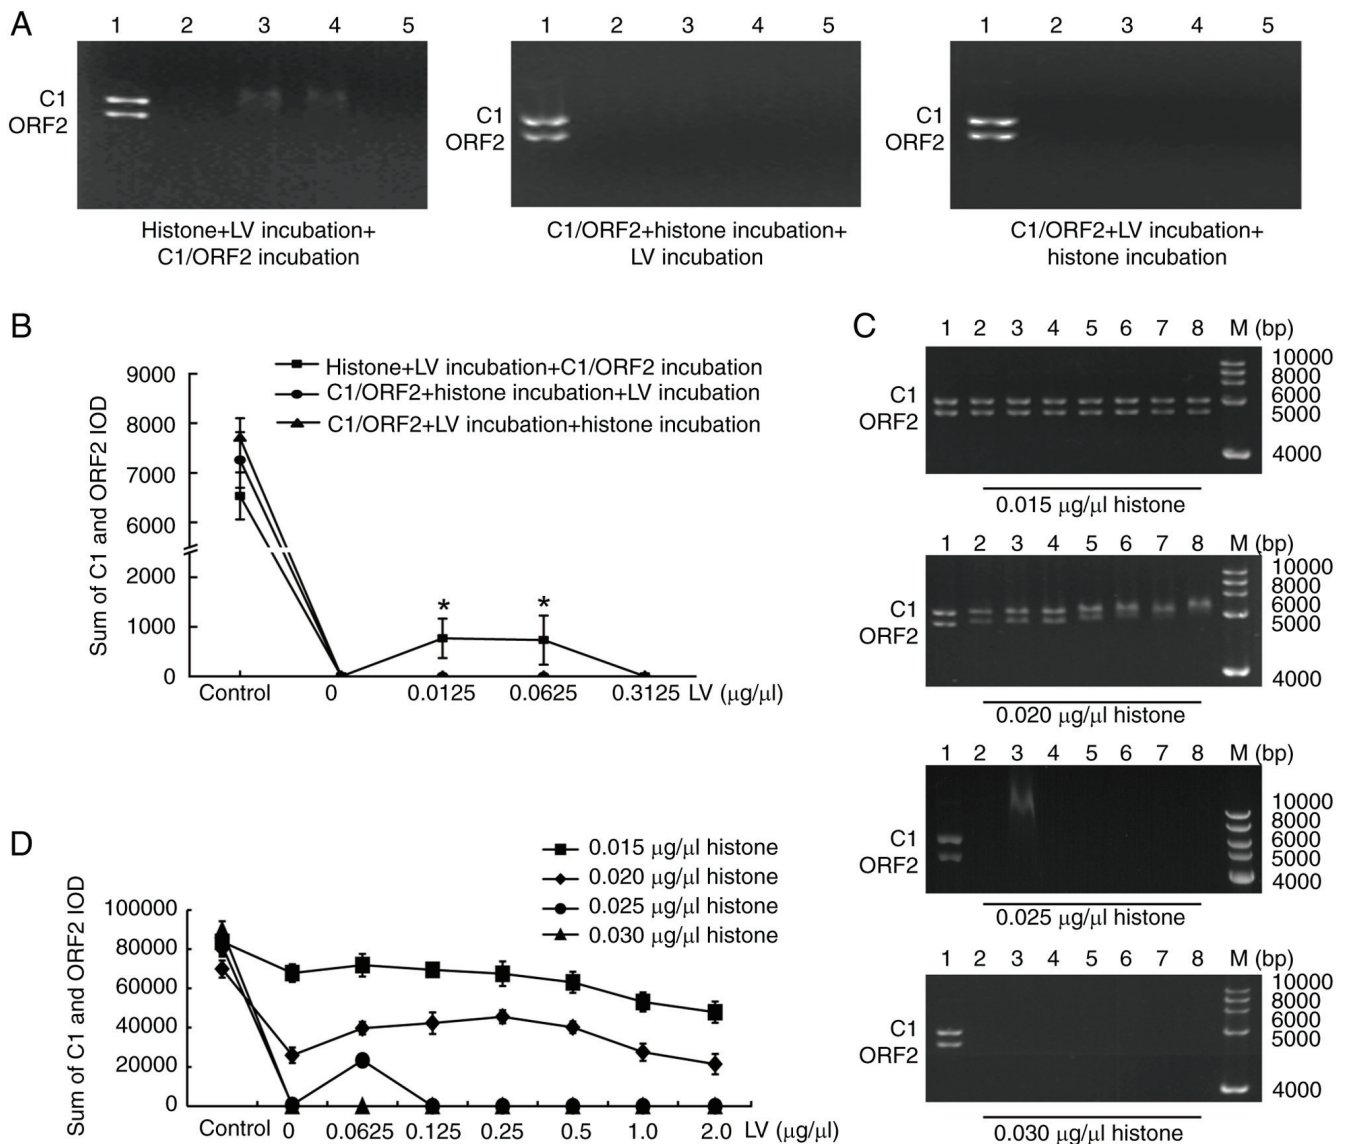 A
1 2 3 4 5
C1
ORF2
Histone+LV incubation+
C1/ORF2 incubation
1 2 3 4 5
C1
ORF2
C1/ORF2+histone incubation+
LV incubation
1 2 3 4 5
C1
ORF2
C1/ORF2+LV incubation+
histone incubation
B
Histone+LV incubation+C1/ORF2 incubation
C1/ORF2+histone incubation+LV incubation
C1/ORF2+LV incubation+histone incubation
Sum of C1 and ORF2 IOD
9000
8000
7000
6000
2000
1000
0
* *
Control 0 0.0125 0.0625 0.3125 LV (μg/μl)
C
1 2 3 4 5 6 7 8 M (bp)
C1
ORF2
10000
8000
6000
5000
4000
0.015 μg/μl histone
1 2 3 4 5 6 7 8 M (bp)
C1
ORF2
10000
8000
6000
5000
4000
0.020 μg/μl histone
1 2 3 4 5 6 7 8 M (bp)
C1
ORF2
10000
8000
6000
5000
4000
0.025 μg/μl histone
1 2 3 4 5 6 7 8 M (bp)
C1
ORF2
10000
8000
6000
5000
4000
0.030 μg/μl histone
D
0.015 μg/μl histone
0.020 μg/μl histone
0.025 μg/μl histone
0.030 μg/μl histone
Sum of C1 and ORF2 IOD
100000
80000
60000
40000
20000
0
Control 0 0.0625 0.125 0.25 0.5 1.0 2.0 LV (μg/μl)